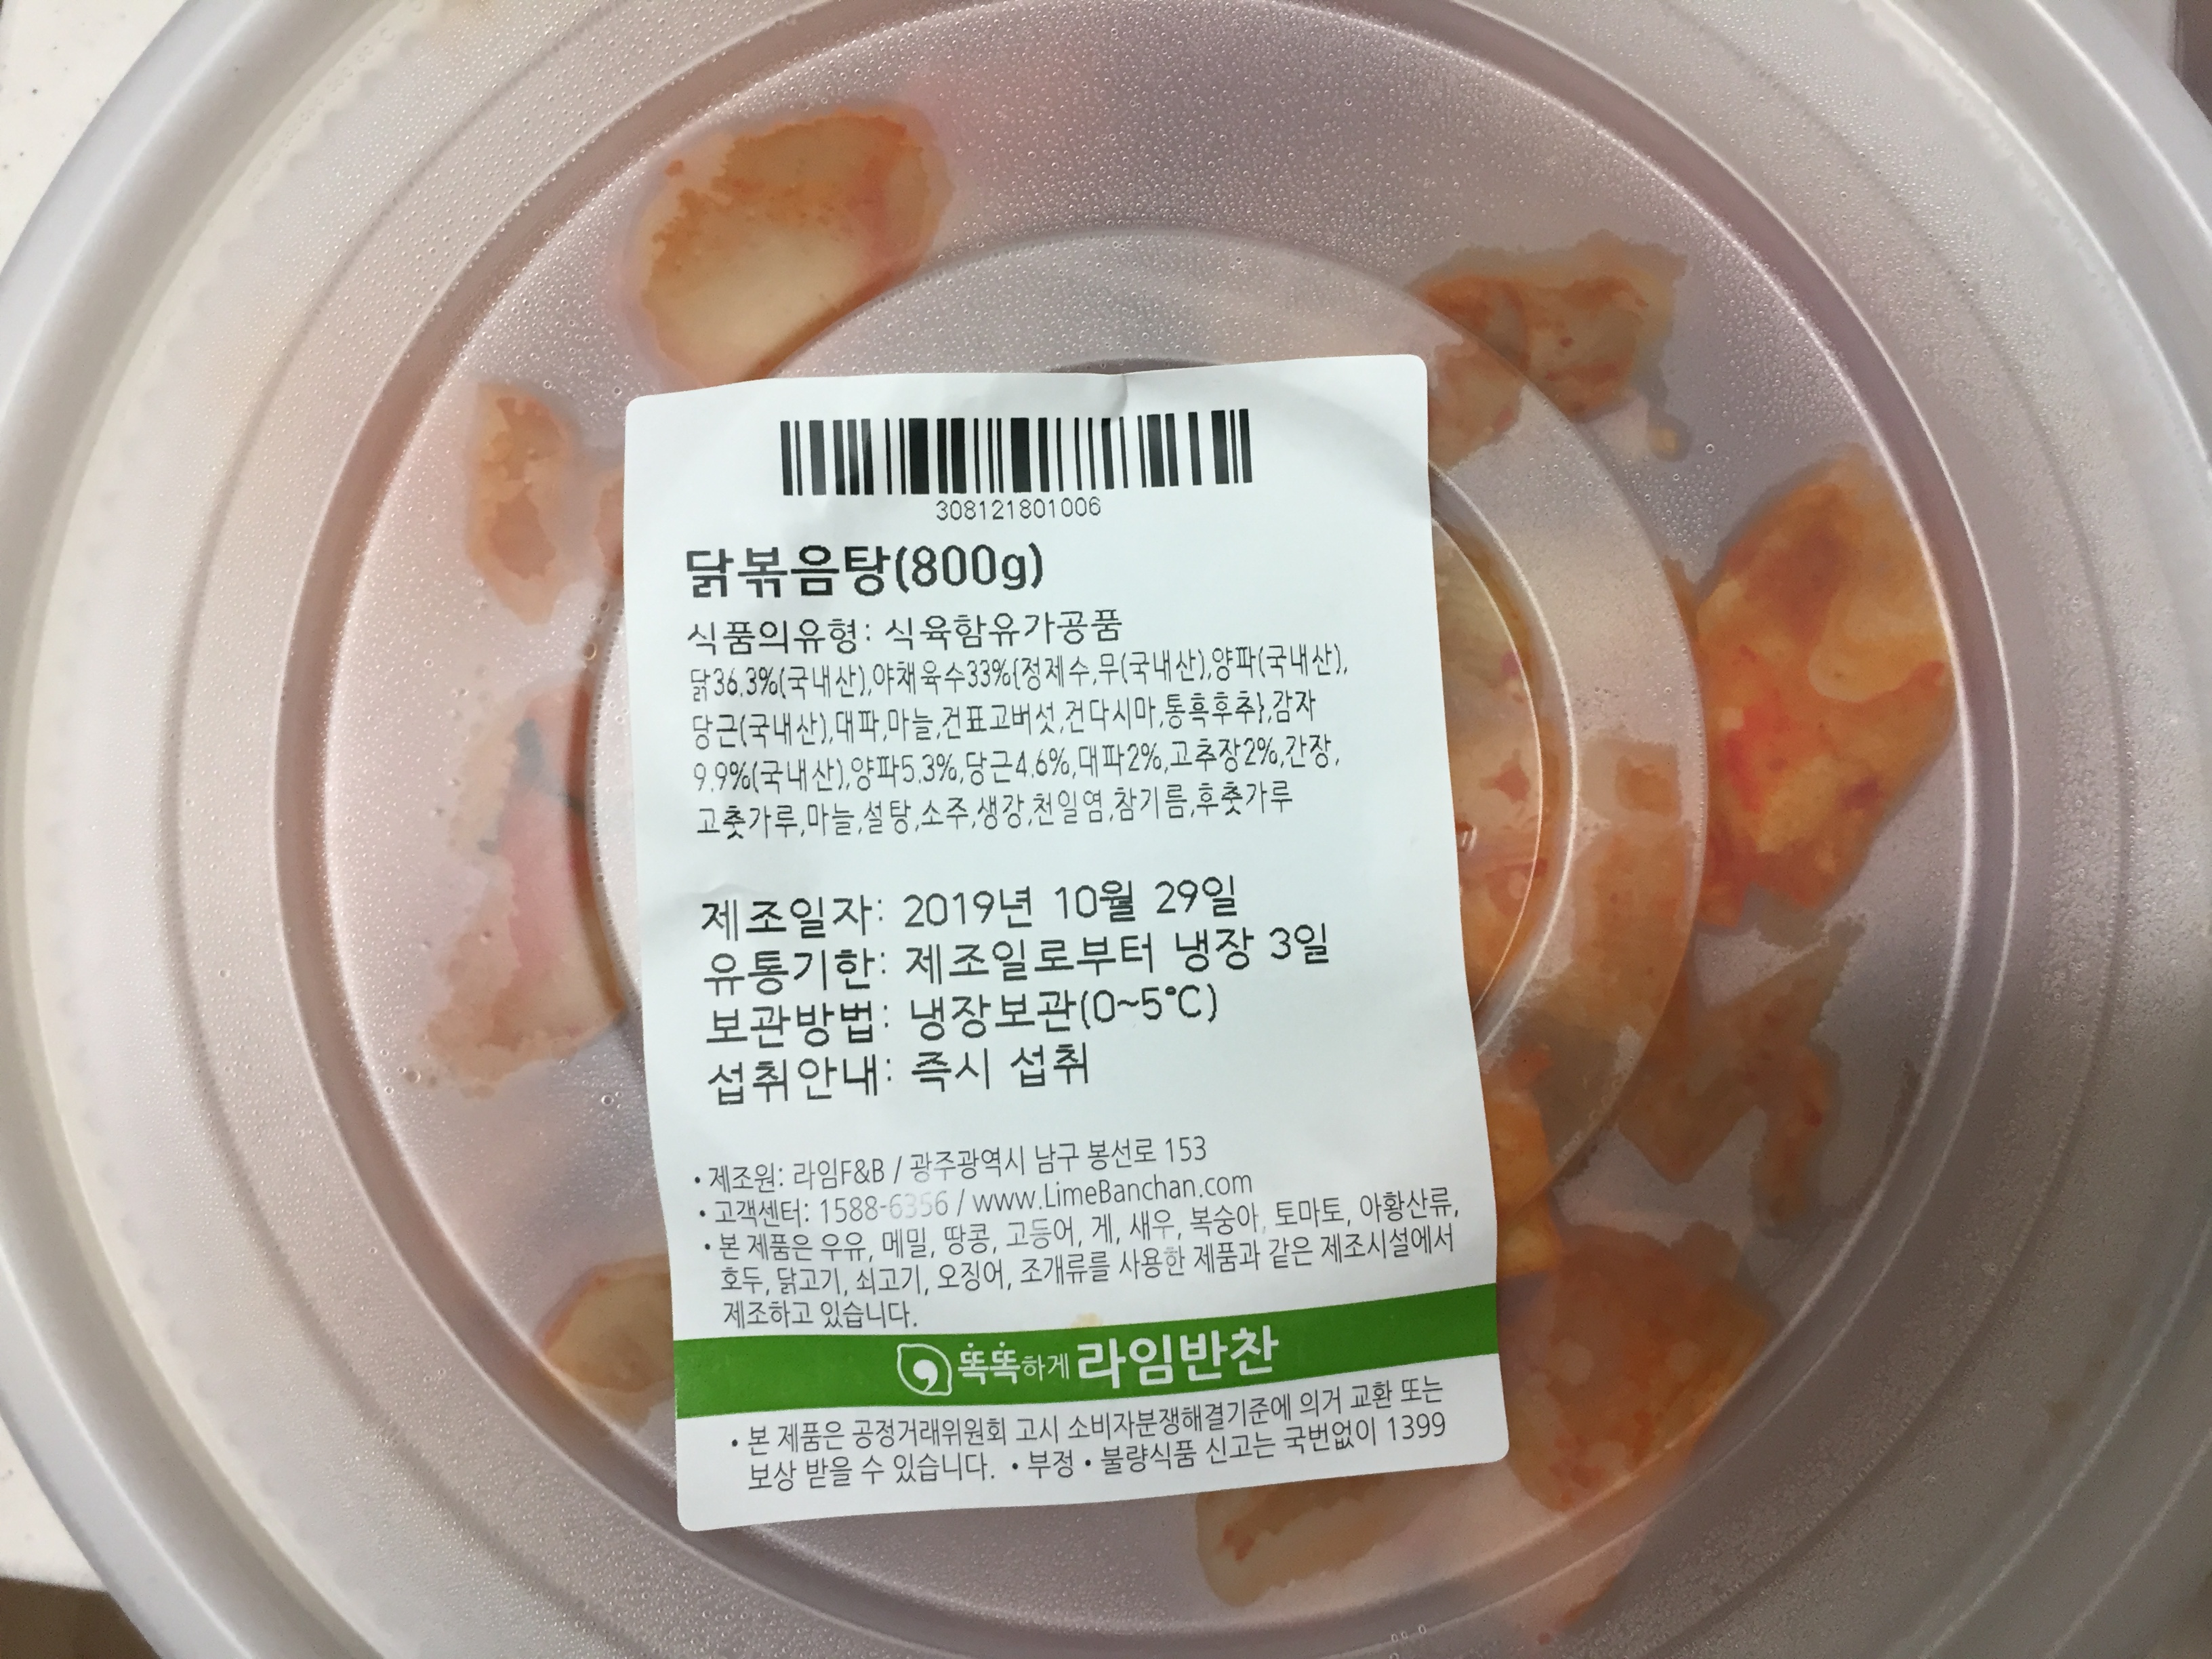 308121801006
닭볶음탕(800g)
식품의유형: 식육함유가공품
닭36.3%(국내산),야채육수33%{정제수,무(국내산),양파(국내산),
당근(국내산),대파,마늘,건표고버섯,건다시마,통흑후추},감자
9.9%(국내산),양파5.3%,당근4.6%,대파2%,고추장2%,간장,
고춧가루,마늘,설탕,소주,생강,천일염,참기름,후춧가루
제조일자: 2019년 10월 29일
유통기한: 제조일로부터 냉장 3일
보관방법: 냉장보관(0~5℃)
섭취안내: 즉시 섭취
• 제조원: 라임F&B / 광주광역시 남구 봉선로 153
• 고객센터: 1588-6356 / www.LimeBanchan.com
• 본 제품은 우유, 메밀, 땅콩, 고등어, 게, 새우, 복숭아, 토마토, 아황산류,
호두, 닭고기, 쇠고기, 오징어, 조개류를 사용한 제품과 같은 제조시설에서
제조하고 있습니다.
똑똑하게 라임반찬
• 본 제품은 공정거래위원회 고시 소비자분쟁해결기준에 의거 교환 또는
보상 받을 수 있습니다. • 부정 • 불량식품 신고는 국번없이 1399